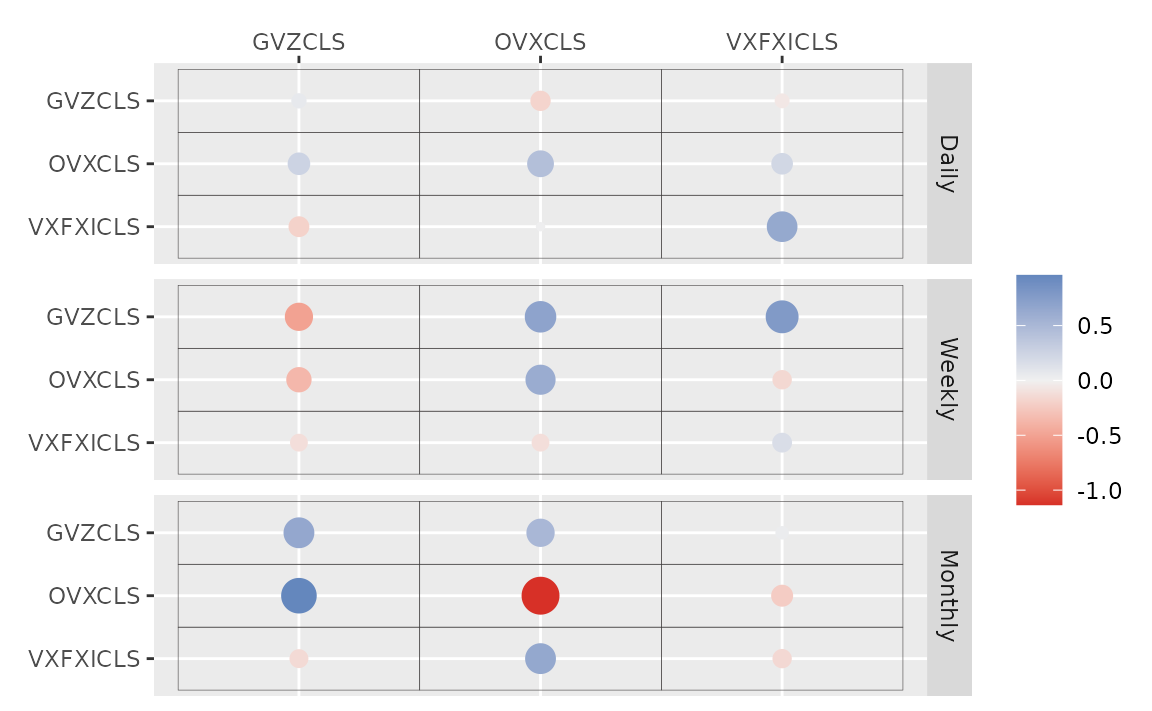 GVZCLS OVXCLS VXFXICLS
GVZCLS
OVXCLS
VXFXICLS
Daily
GVZCLS
OVXCLS
VXFXICLS
Weekly
GVZCLS
OVXCLS
VXFXICLS
Monthly
0.5
0.0
-0.5
-1.0